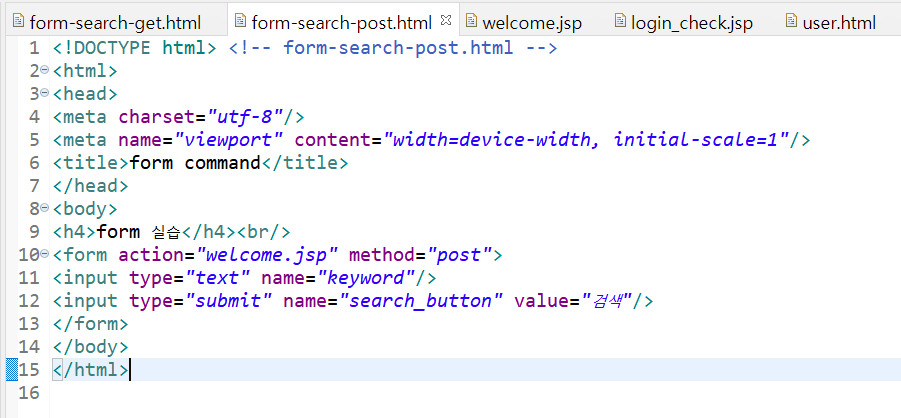 form-search-get.html form-search-post.html welcome.jsp login_check.jsp user.html
1 <!DOCTYPE html> <!-- form-search-post.html -->
2 <html>
3 <head>
4 <meta charset="utf-8"/>
5 <meta name="viewport" content="width=device-width, initial-scale=1"/>
6 <title>form command</title>
7 </head>
8 <body>
9 <h4>form 실습</h4><br/>
10 <form action="welcome.jsp" method="post">
11 <input type="text" name="keyword"/>
12 <input type="submit" name="search_button" value="검색"/>
13 </form>
14 </body>
15 </html>
16